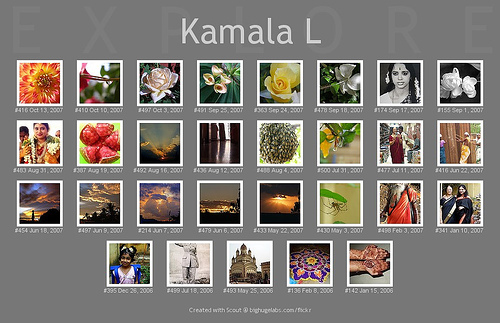 EXPLORE
Kamala L
#416 Oct 13, 2007
#410 Oct 10, 2007
#497 Oct 3, 2007
#491 Sep 25, 2007
#363 Sep 24, 2007
#478 Sep 18, 2007
#174 Sep 17, 2007
#155 Sep 1, 2007
#483 Aug 31, 2007
#387 Aug 19, 2007
#492 Aug 16, 2007
#436 Aug 12, 2007
#488 Aug 4, 2007
#500 Jul 31, 2007
#477 Jul 11, 2007
#416 Jun 22, 2007
#454 Jun 18, 2007
#497 Jun 9, 2007
#214 Jun 7, 2007
#479 Jun 6, 2007
#433 May 22, 2007
#430 May 3, 2007
#498 Feb 3, 2007
#341 Jan 10, 2007
#395 Dec 26, 2006
#499 Jul 18, 2006
#493 May 25, 2006
#136 Feb 6, 2006
#142 Jan 15, 2006
Created with Scout @ bighugelabs.com/flickr